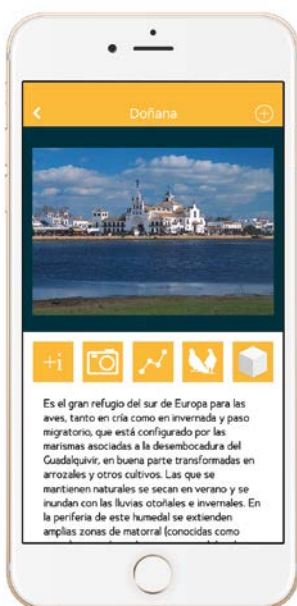 Doñana
+i
Es el gran refugio del sur de Europa para las
aves, tanto en cría como en invernada y paso
migratorio, que está configurado por las
marismas asociadas a la desembocadura del
Guadalquivir, en buena parte transformadas en
arrozales y otros cultivos. Las que se
mantienen naturales se secan en verano y se
inundan con las lluvias otoñales e invernales. En
la periferia de este humedal se extienden
amplias zonas de matorral (conocidas como